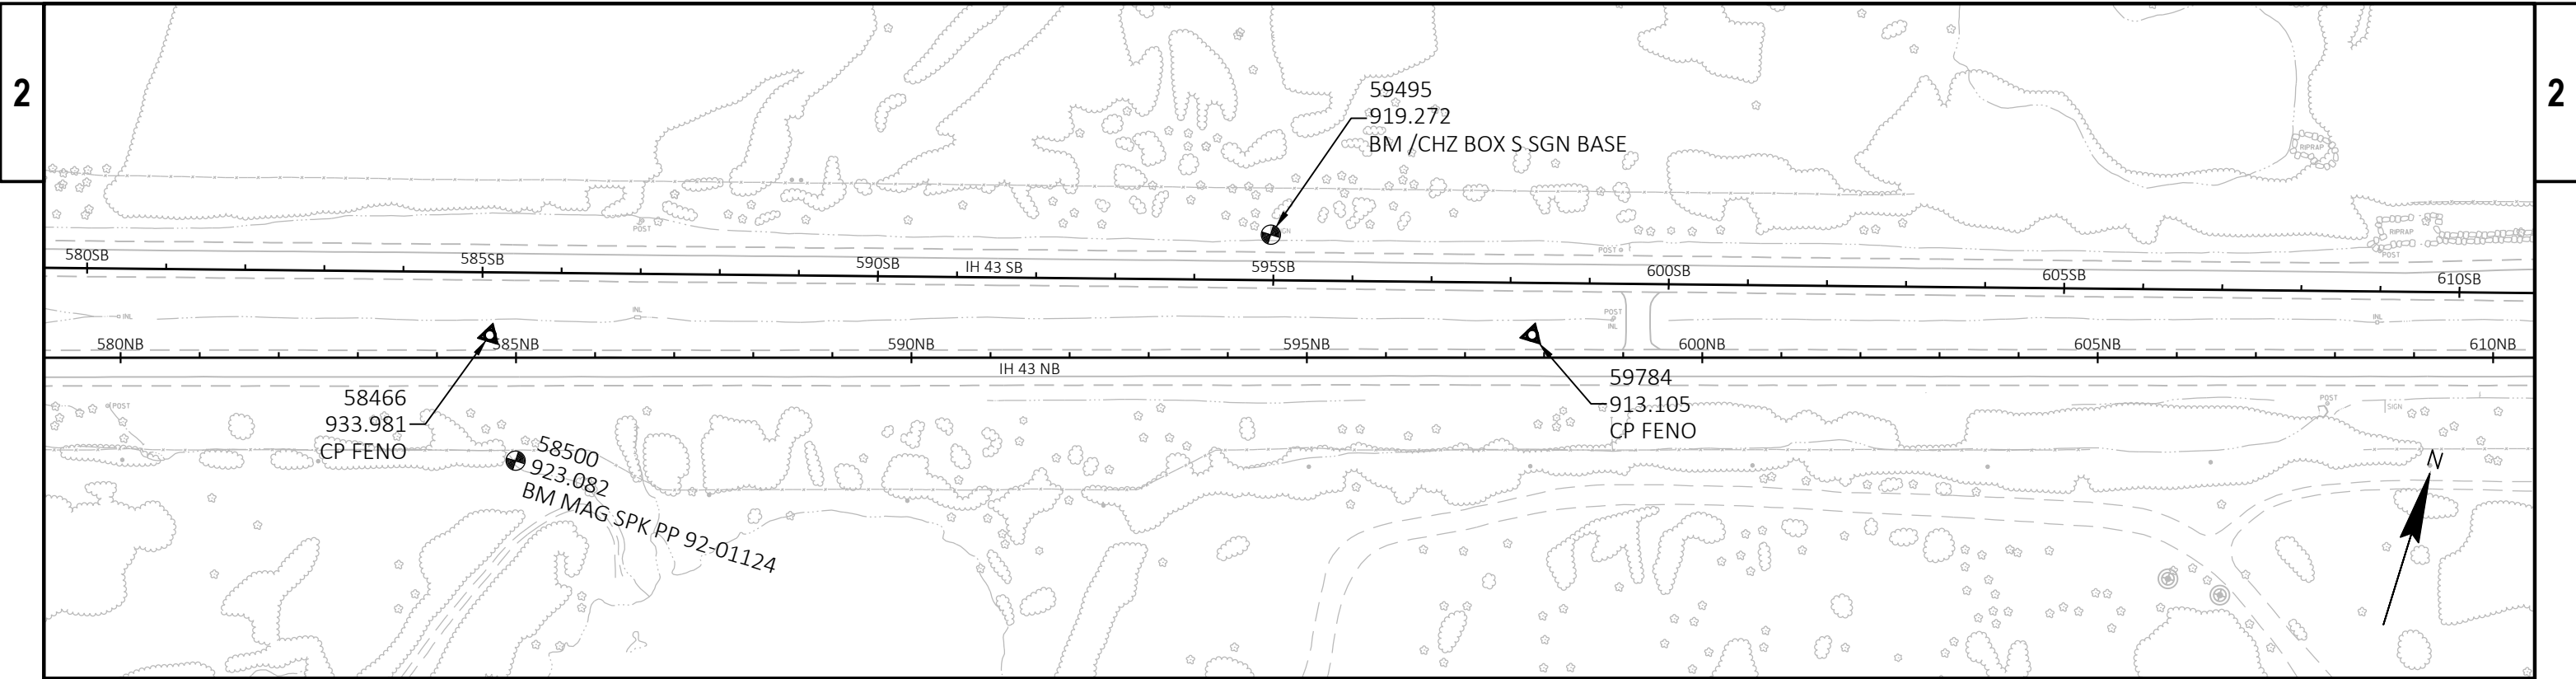 2
2
59495
919.272
BM /CHZ BOX S SGN BASE
RIPRAP
POST
POST
RIPRAP
POST
580SB
585SB
590SB
IH 43 SB
595SB
600SB
605SB
610SB
INL
INL
POST
INL
INL
580NB
585NB
590NB
595NB
600NB
605NB
610NB
IH 43 NB
58466
933.981
CP FENO
59784
913.105
CP FENO
POST
POST
SIGN
58500
923.082
BM MAG SPK PP 92-01124
N